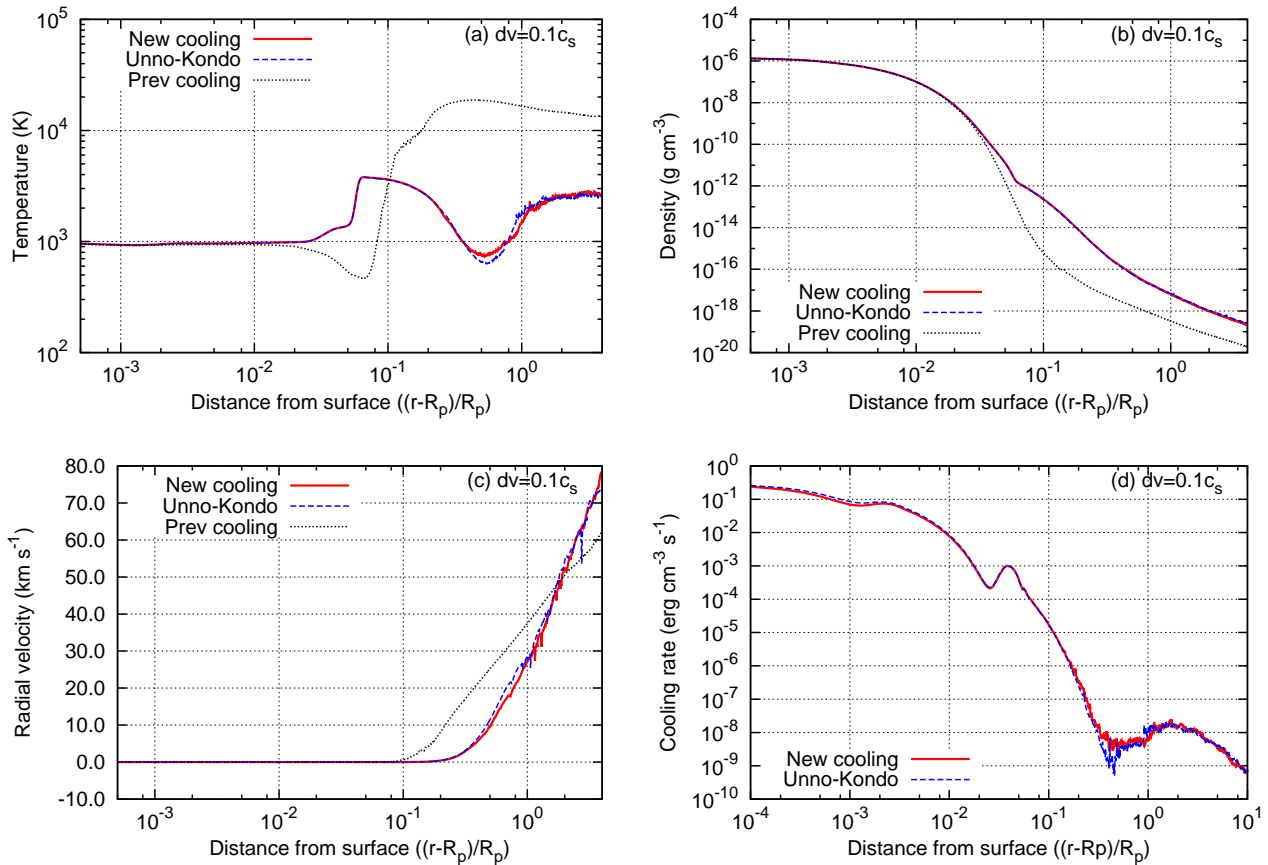 (a) dv=0.1c_s
New cooling
Unno-Kondo
Prev cooling
Temperature (K)
10^5
10^4
10^3
10^2
10^-3
10^-2
10^-1
10^0
Distance from surface ((r-R_p)/R_p)
(b) dv=0.1c_s
Density (g cm^-3)
10^-4
10^-6
10^-8
10^-10
10^-12
10^-14
10^-16
10^-18
10^-20
New cooling
Unno-Kondo
Prev cooling
10^-3
10^-2
10^-1
10^0
Distance from surface ((r-R_p)/R_p)
(c) dv=0.1c_s
New cooling
Unno-Kondo
Prev cooling
Radial velocity (km s^-1)
80.0
70.0
60.0
50.0
40.0
30.0
20.0
10.0
0.0
-10.0
10^-3
10^-2
10^-1
10^0
Distance from surface ((r-R_p)/R_p)
(d) dv=0.1c_s
Cooling rate (erg cm^-3 s^-1)
10^0
10^-1
10^-2
10^-3
10^-4
10^-5
10^-6
10^-7
10^-8
10^-9
10^-10
New cooling
Unno-Kondo
10^-4
10^-3
10^-2
10^-1
10^0
10^1
Distance from surface ((r-Rp)/R_p)